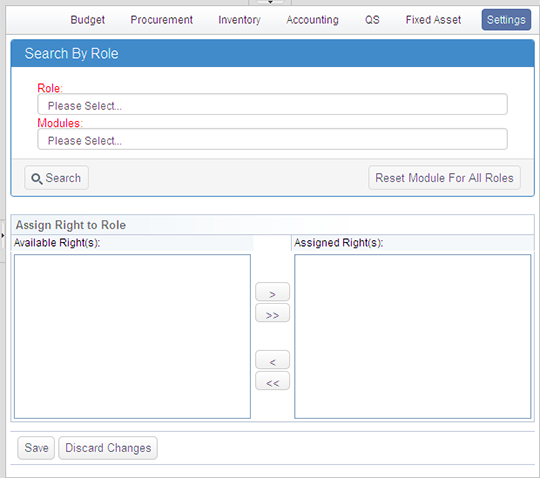 Budget Procurement Inventory Accounting QS Fixed Asset Settings
Search By Role
Role:
Please Select...
Modules:
Please Select...
Search Reset Module For All Roles
Assign Right to Role
Available Right(s): Assigned Right(s):
>
>>
<
<<
Save Discard Changes